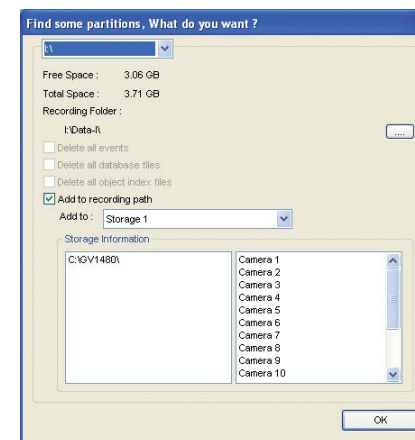 Find some partitions, What do you want ?
I:\
Free Space : 3.06 GB
Total Space : 3.71 GB
Recording Folder :
I:\Data-I\
....
Delete all events
Delete all database files
Delete all object index files
Add to recording path
Add to : Storage 1
Storage Information
C:\GV1480\
Camera 1
Camera 2
Camera 3
Camera 4
Camera 5
Camera 6
Camera 7
Camera 8
Camera 9
Camera 10
OK